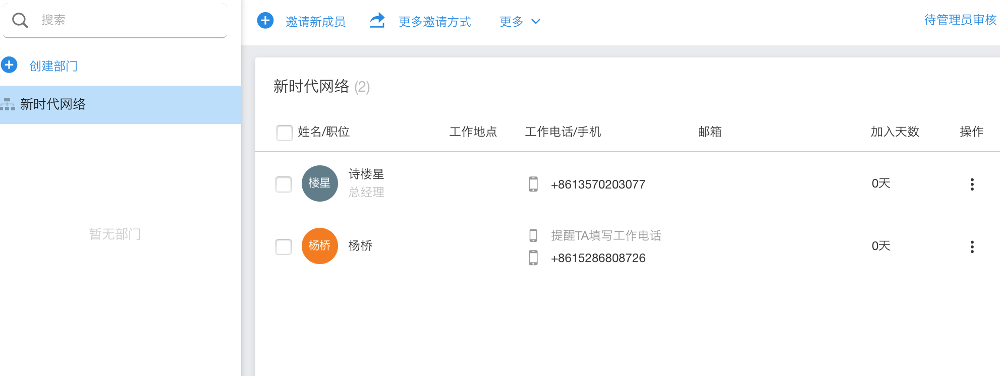 搜索
创建部门
新时代网络
暂无部门
邀请新成员 更多邀请方式 更多 待管理员审核
新时代网络 (2)
姓名/职位 工作地点 工作电话/手机 邮箱 加入天数 操作
楼星 诗楼星 +8613570203077 0天
总经理
杨桥 杨桥 提醒TA填写工作电话 0天
+8615286808726